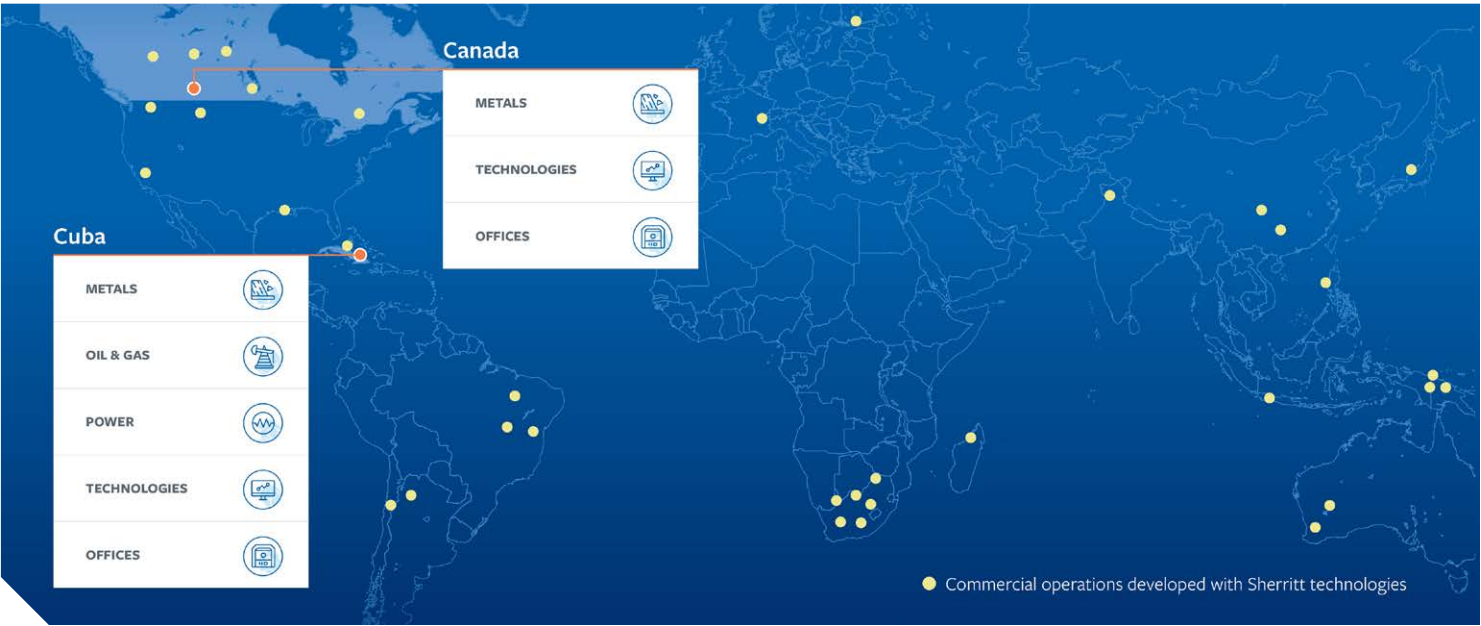 Canada
METALS
TECHNOLOGIES
OFFICES
Cuba
METALS
OIL & GAS
POWER
TECHNOLOGIES
OFFICES
Commercial operations developed with Sherritt technologies